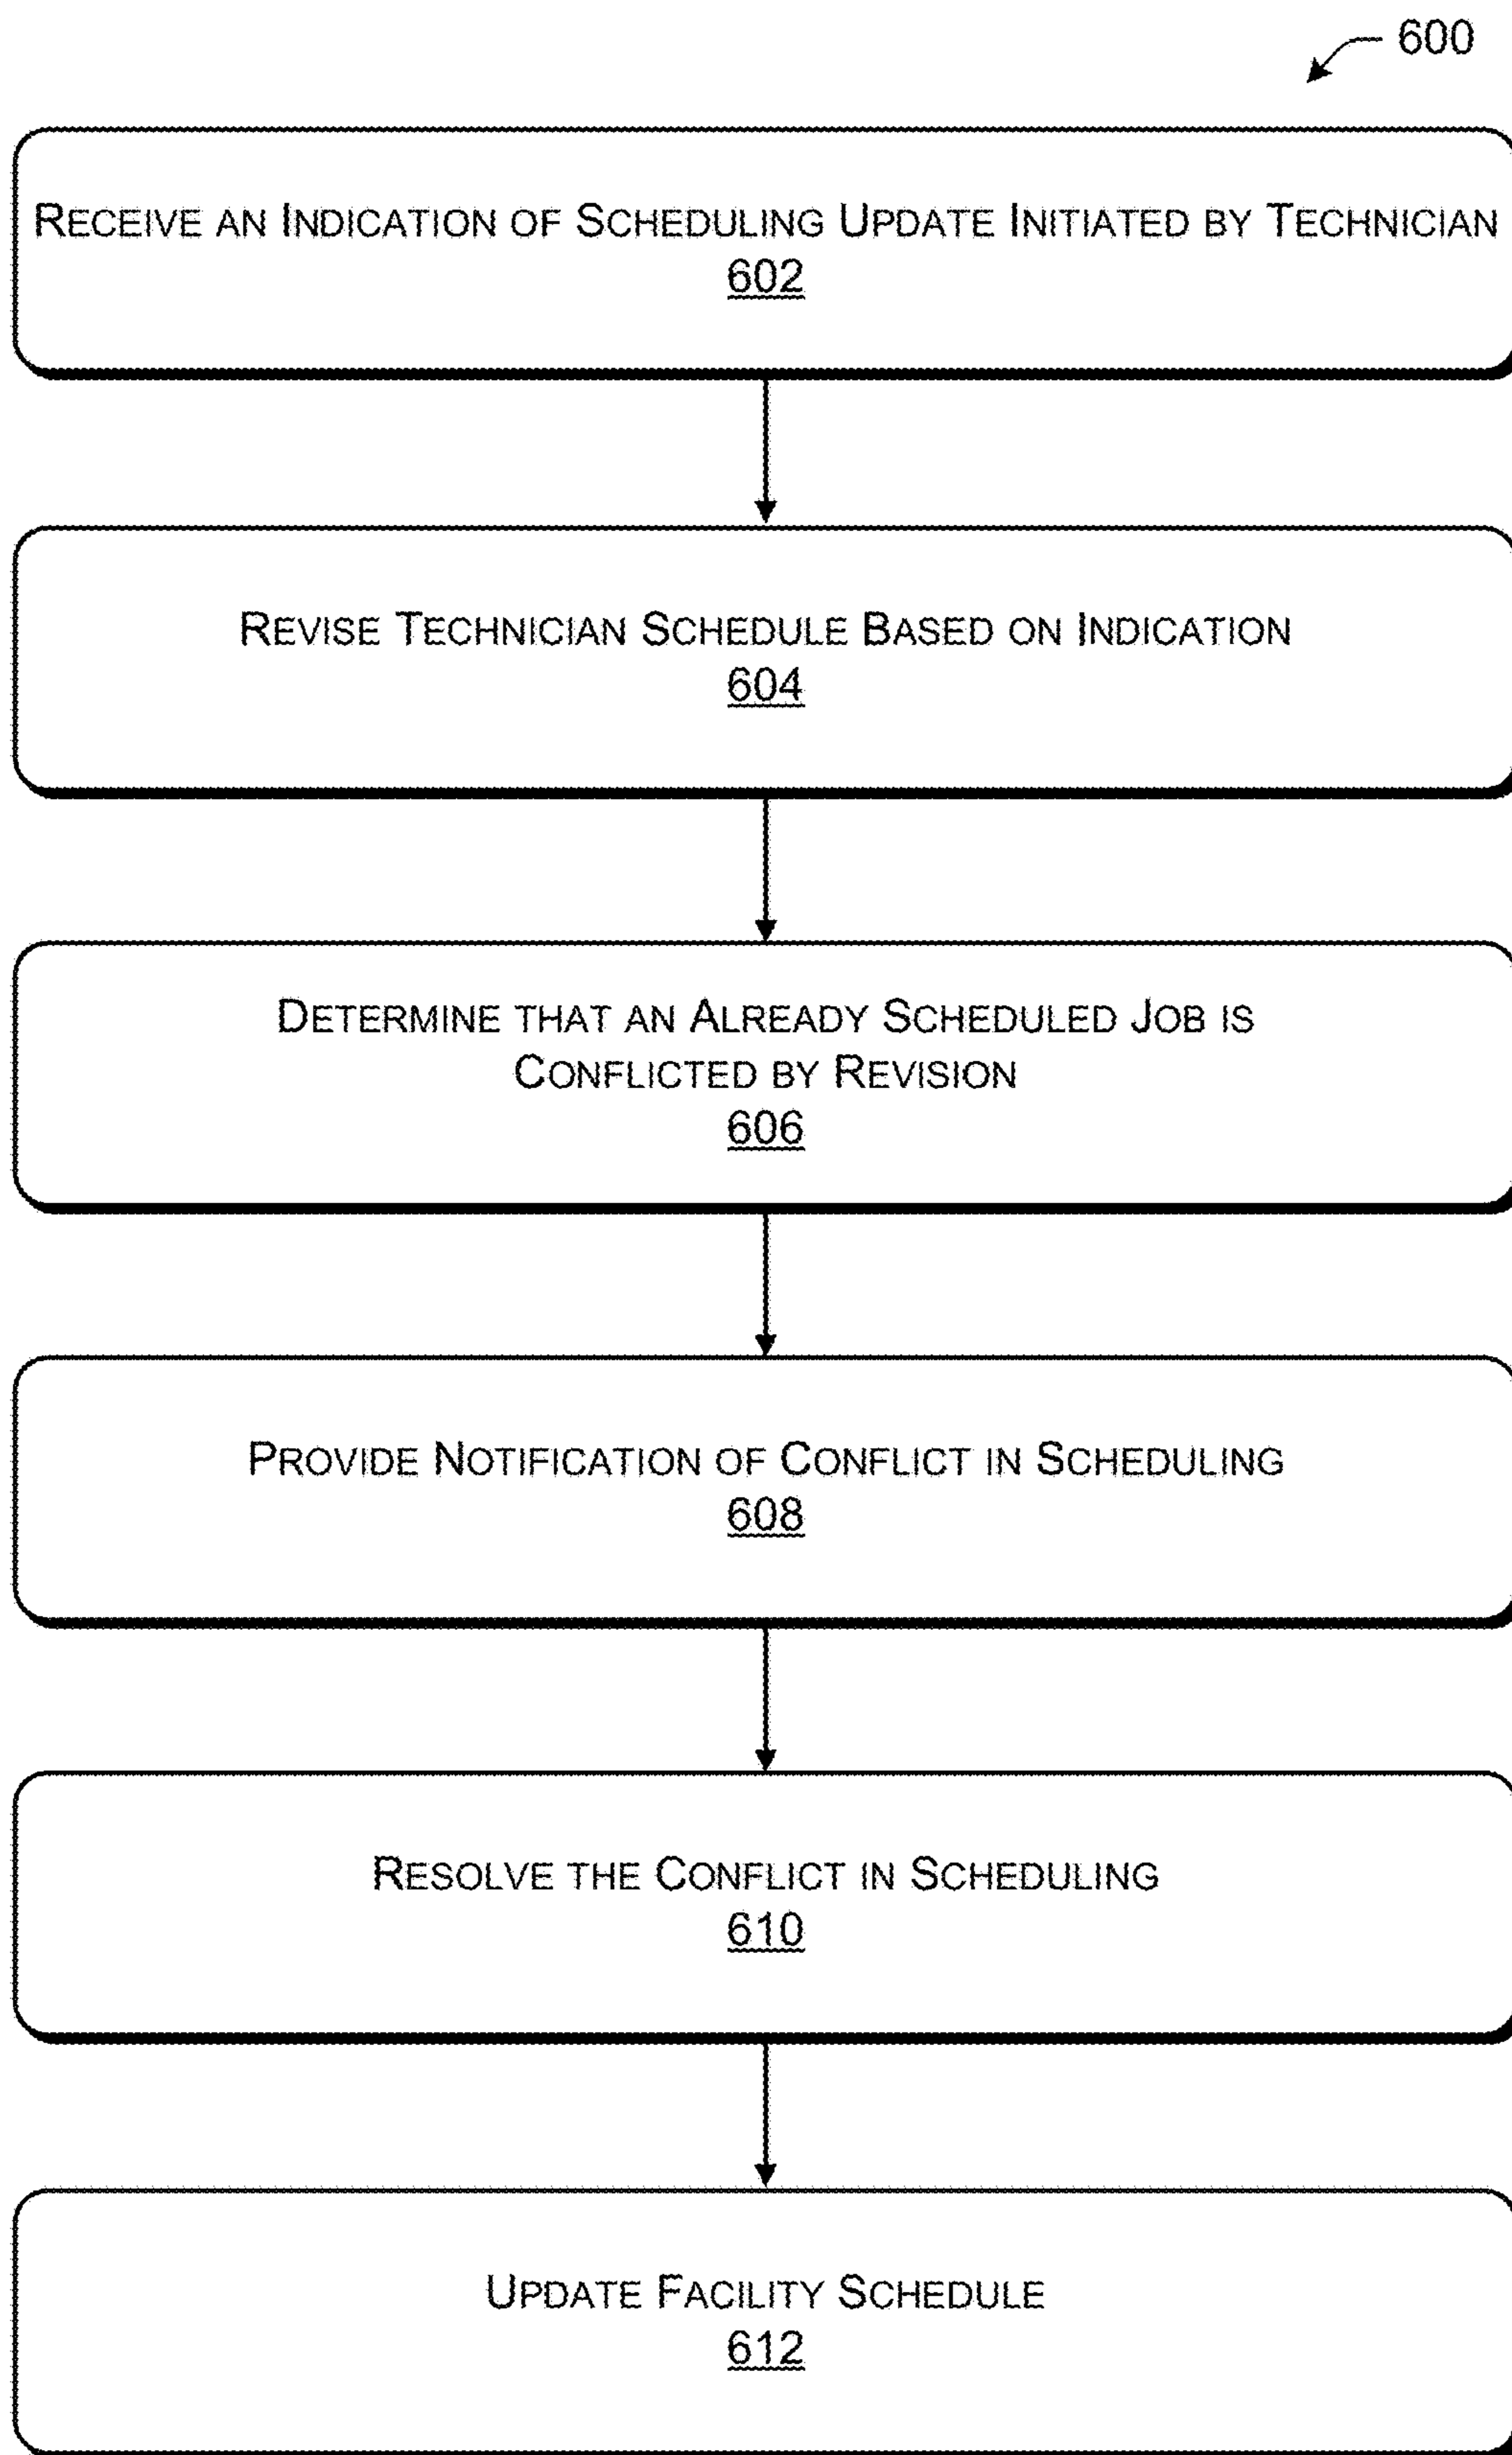 600
RECEIVE AN INDICATION OF SCHEDULING UPDATE INITIATED BY TECHNICIAN
602
REVISE TECHNICIAN SCHEDULE BASED ON INDICATION
604
DETERMINE THAT AN ALREADY SCHEDULED JOB IS
CONFLICTED BY REVISION
606
PROVIDE NOTIFICATION OF CONFLICT IN SCHEDULING
608
RESOLVE THE CONFLICT IN SCHEDULING
610
UPDATE FACILITY SCHEDULE
612